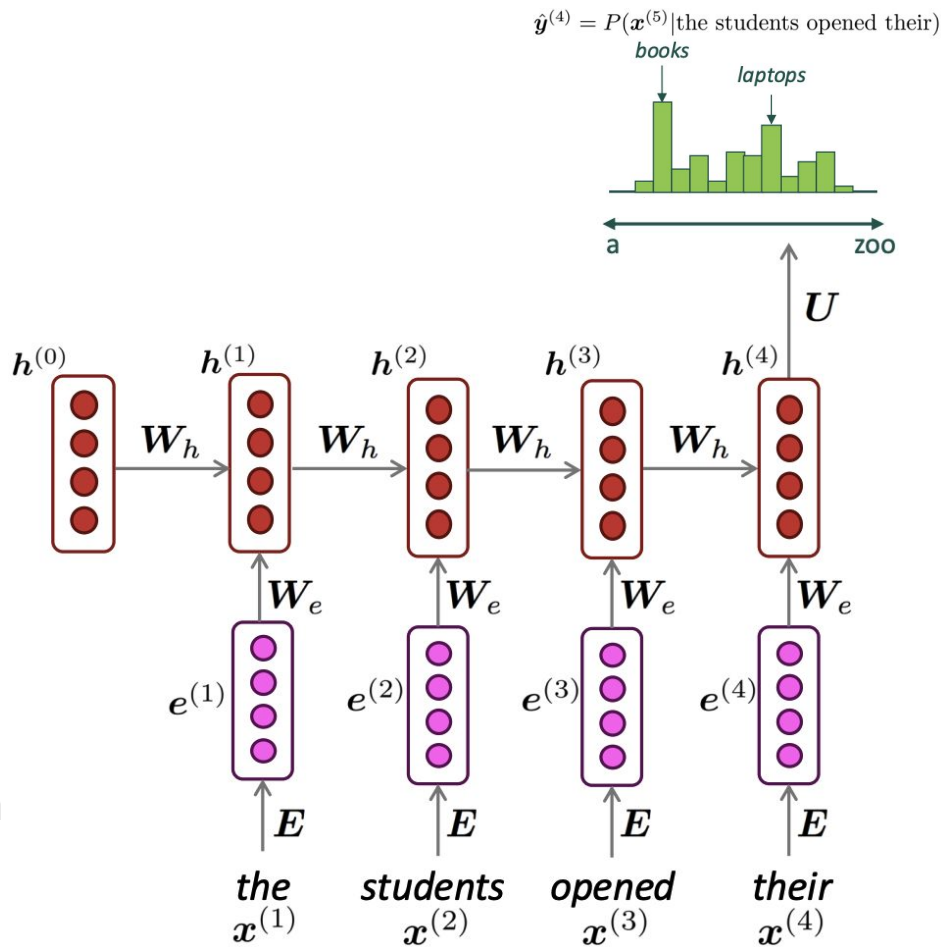 ŷ⁽⁴⁾ = P(x⁽⁵⁾|the students opened their)
books
laptops
a zoo
U
h⁽⁰⁾ h⁽¹⁾ h⁽²⁾ h⁽³⁾ h⁽⁴⁾
W_h W_h W_h W_h
W_e W_e W_e W_e
e⁽¹⁾ e⁽²⁾ e⁽³⁾ e⁽⁴⁾
E E E E
the students opened their
x⁽¹⁾ x⁽²⁾ x⁽³⁾ x⁽⁴⁾